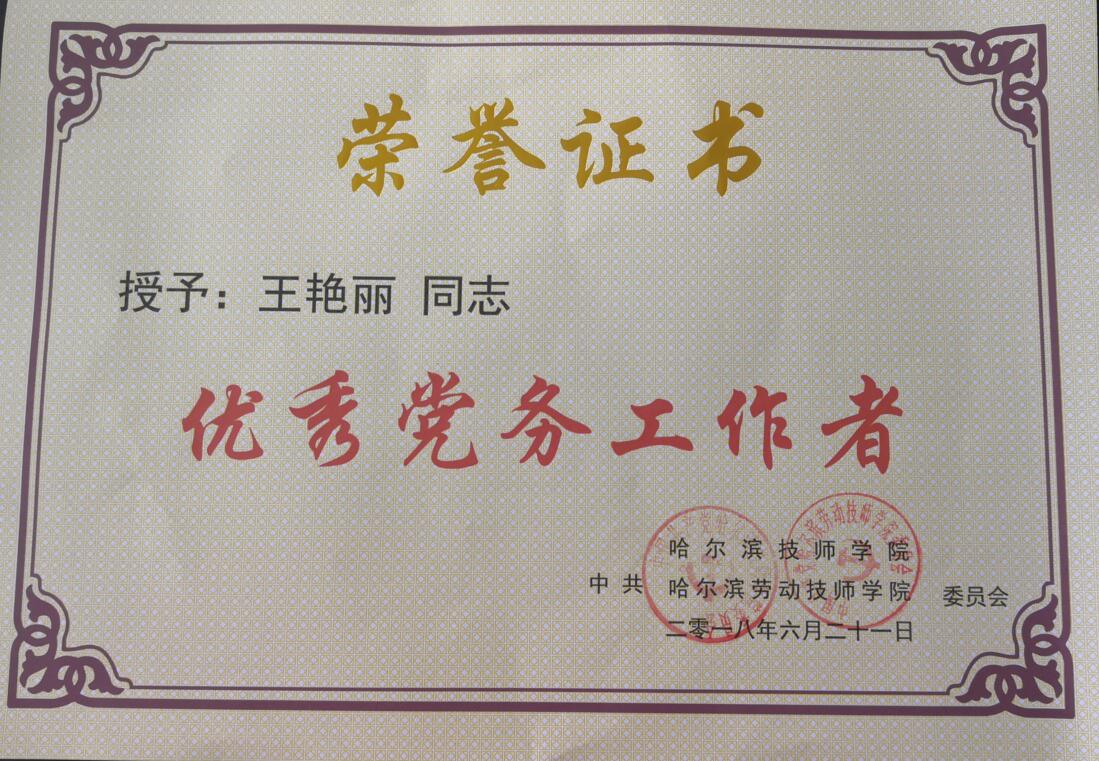 荣誉证书
授予：王艳丽 同志
优秀党务工作者
哈尔滨技师学院
中共 哈尔滨劳动技师学院 委员会
二零一八年六月二十一日